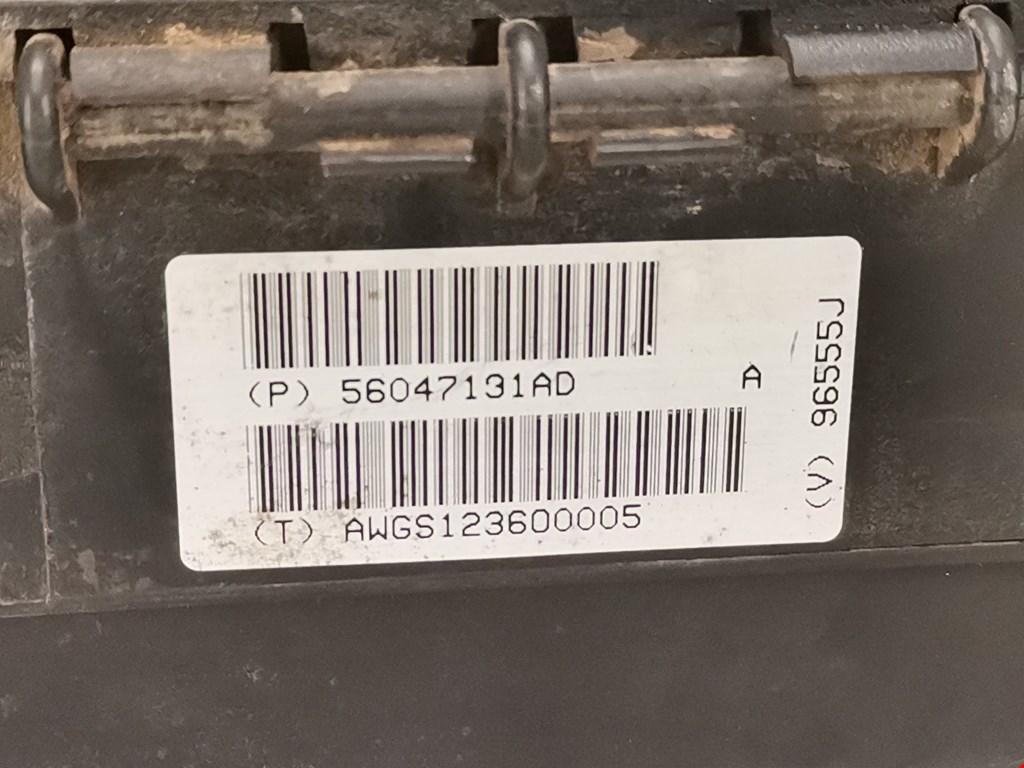 (P) 56047131AD
A
(T) AWGS123600005
(V) 96555J